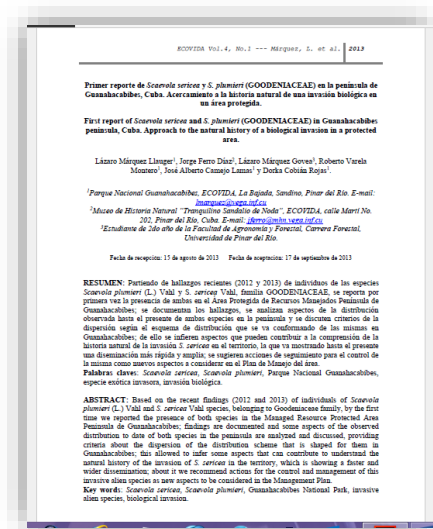 ECOVIDA Vol.4, No.1 --- Márquez, L. et al. 2013
Primer reporte de Scaevola sericea y S. plumieri (GOODENIACEAE) en la península de
Guanahacabibes, Cuba. Acercamiento a la historia natural de una invasión biológica en
un área protegida.
First report of Scaevola sericea and S. plumieri (GOODENIACEAE) in Guanahacabibes
peninsula, Cuba. Approach to the natural history of a biological invasion in a protected
area.
Lázaro Márquez Llauger1, Jorge Ferro Díaz2, Lázaro Márquez Govea3, Roberto Varela
Montero1, José Alberto Camejo Lamas1 y Dorka Cobián Rojas1.
1Parque Nacional Guanahacabibes, ECOVIDA, La Bajada, Sandino, Pinar del Río. E-mail:
lmarquez@vega.inf.cu
2Museo de Historia Natural "Tranquilino Sandalio de Noda", ECOVIDA, calle Martí No.
202, Pinar del Río, Cuba. E-mail: jferro@mhn.vega.inf.cu
3Estudiante de 2do año de la Facultad de Agronomía y Forestal, Carrera Forestal,
Universidad de Pinar del Río.
Fecha de recepción: 15 de agosto de 2013 Fecha de aceptación: 17 de septiembre de 2013
RESUMEN: Partiendo de hallazgos recientes (2012 y 2013) de individuos de las especies
Scaevola plumieri (L.) Vahl y S. sericea Vahl, familia GOODENIACEAE, se reporta por
primera vez la presencia de ambas en el Área Protegida de Recursos Manejados Península de
Guanahacabibes; se documentan los hallazgos, se analizan aspectos de la distribución
observada hasta el presente de ambas especies en la península y se discuten criterios de la
dispersión según el esquema de distribución que se va conformando de las mismas en
Guanahacabibes; de ello se infieren aspectos que pueden contribuir a la comprensión de la
historia natural de la invasión S. sericea en el territorio, la que va mostrando hasta el presente
una diseminación más rápida y amplia; se sugieren acciones de seguimiento para el control de
la misma como nuevos aspectos a considerar en el Plan de Manejo del área.
Palabras claves: Scaevola sericea, Scaevola plumieri, Parque Nacional Guanahacabibes,
especie exótica invasora, invasión biológica.
ABSTRACT: Based on the recent findings (2012 and 2013) of individuals of Scaevola
plumieri (L.) Vahl and S. sericea Vahl species, belonging to Goodeniaceae family, by the first
time we reported the presence of both species in the Managed Resource Protected Area
Peninsula de Guanahacabibes; findings are documented and some aspects of the observed
distribution to date of both species in the peninsula are analyzed and discussed, providing
criteria about the dispersion of the distribution scheme that is shaped for them in
Guanahacabibes; this allowed to infer some aspects that can contribute to understand the
natural history of the invasion of S. sericea in the territory, which is showing a faster and
wider dissemination; about it we recommend actions for the control and management of this
invasive alien species as new aspects to be considered in the Management Plan.
Key words: Scaevola sericea, Scaevola plumieri, Guanahacabibes National Park, invasive
alien species, biological invasion.